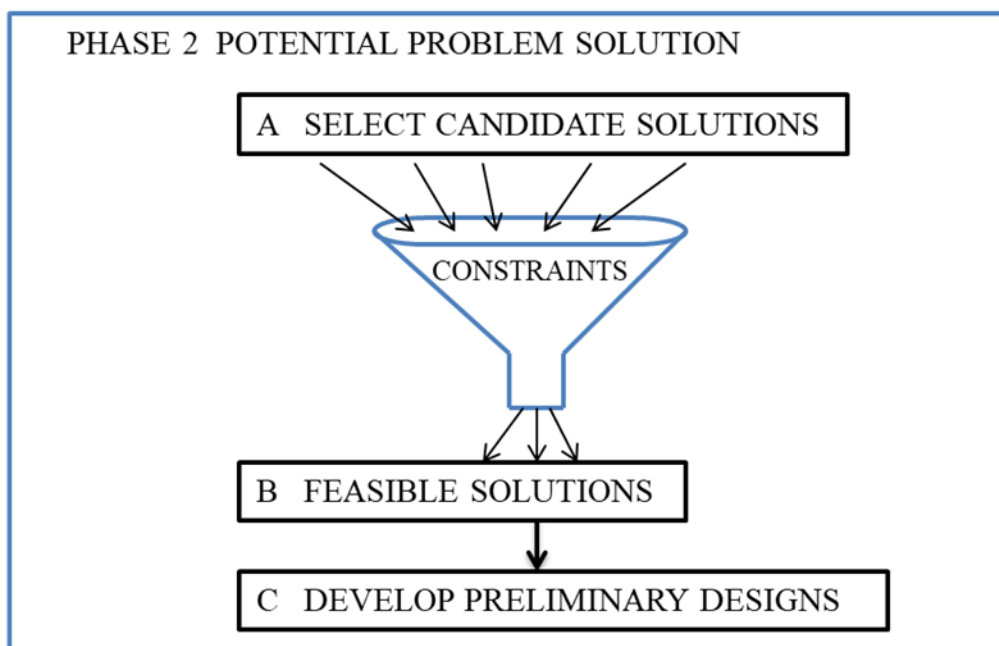 PHASE 2 POTENTIAL PROBLEM SOLUTION
A SELECT CANDIDATE SOLUTIONS
CONSTRAINTS
B FEASIBLE SOLUTIONS
C DEVELOP PRELIMINARY DESIGNS